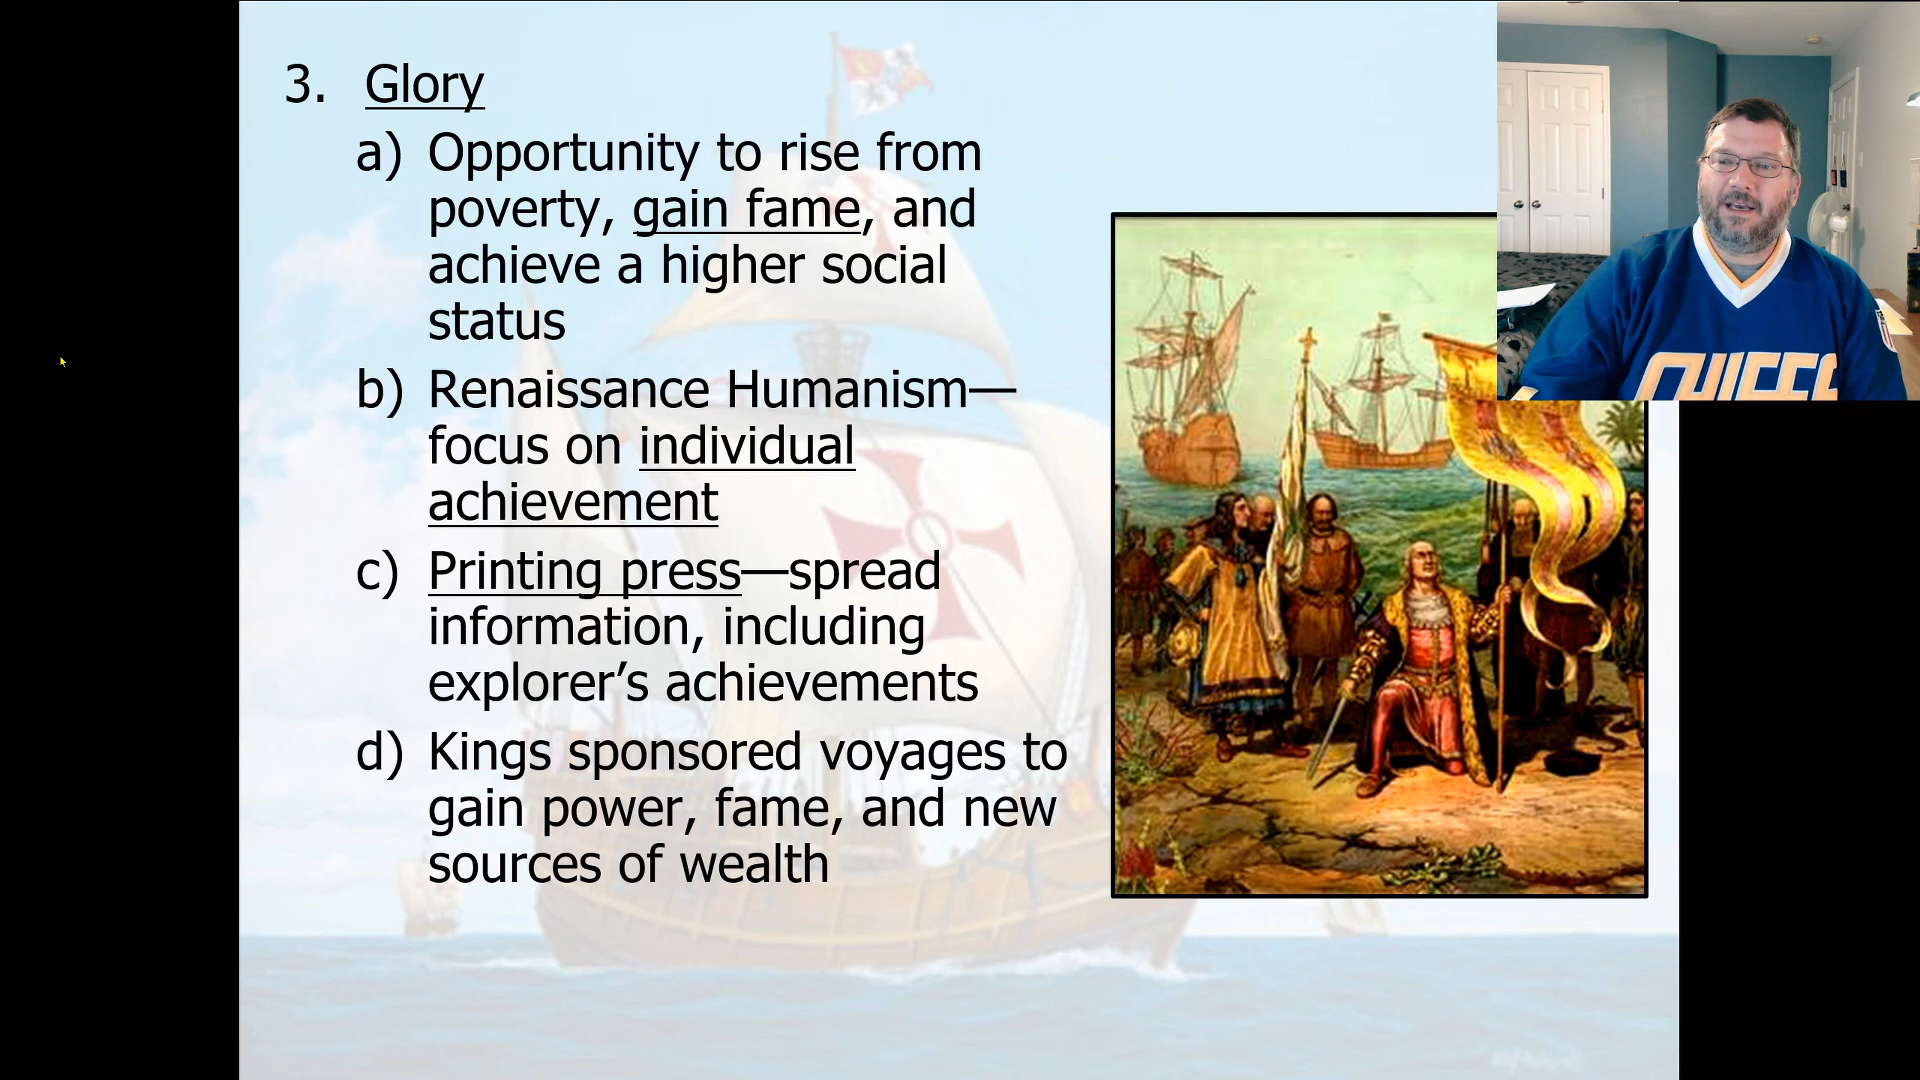 3. Glory
a) Opportunity to rise from
poverty, gain fame, and
achieve a higher social
status
b) Renaissance Humanism—
focus on individual
achievement
c) Printing press—spread
information, including
explorer’s achievements
d) Kings sponsored voyages to
gain power, fame, and new
sources of wealth
CHIEFS